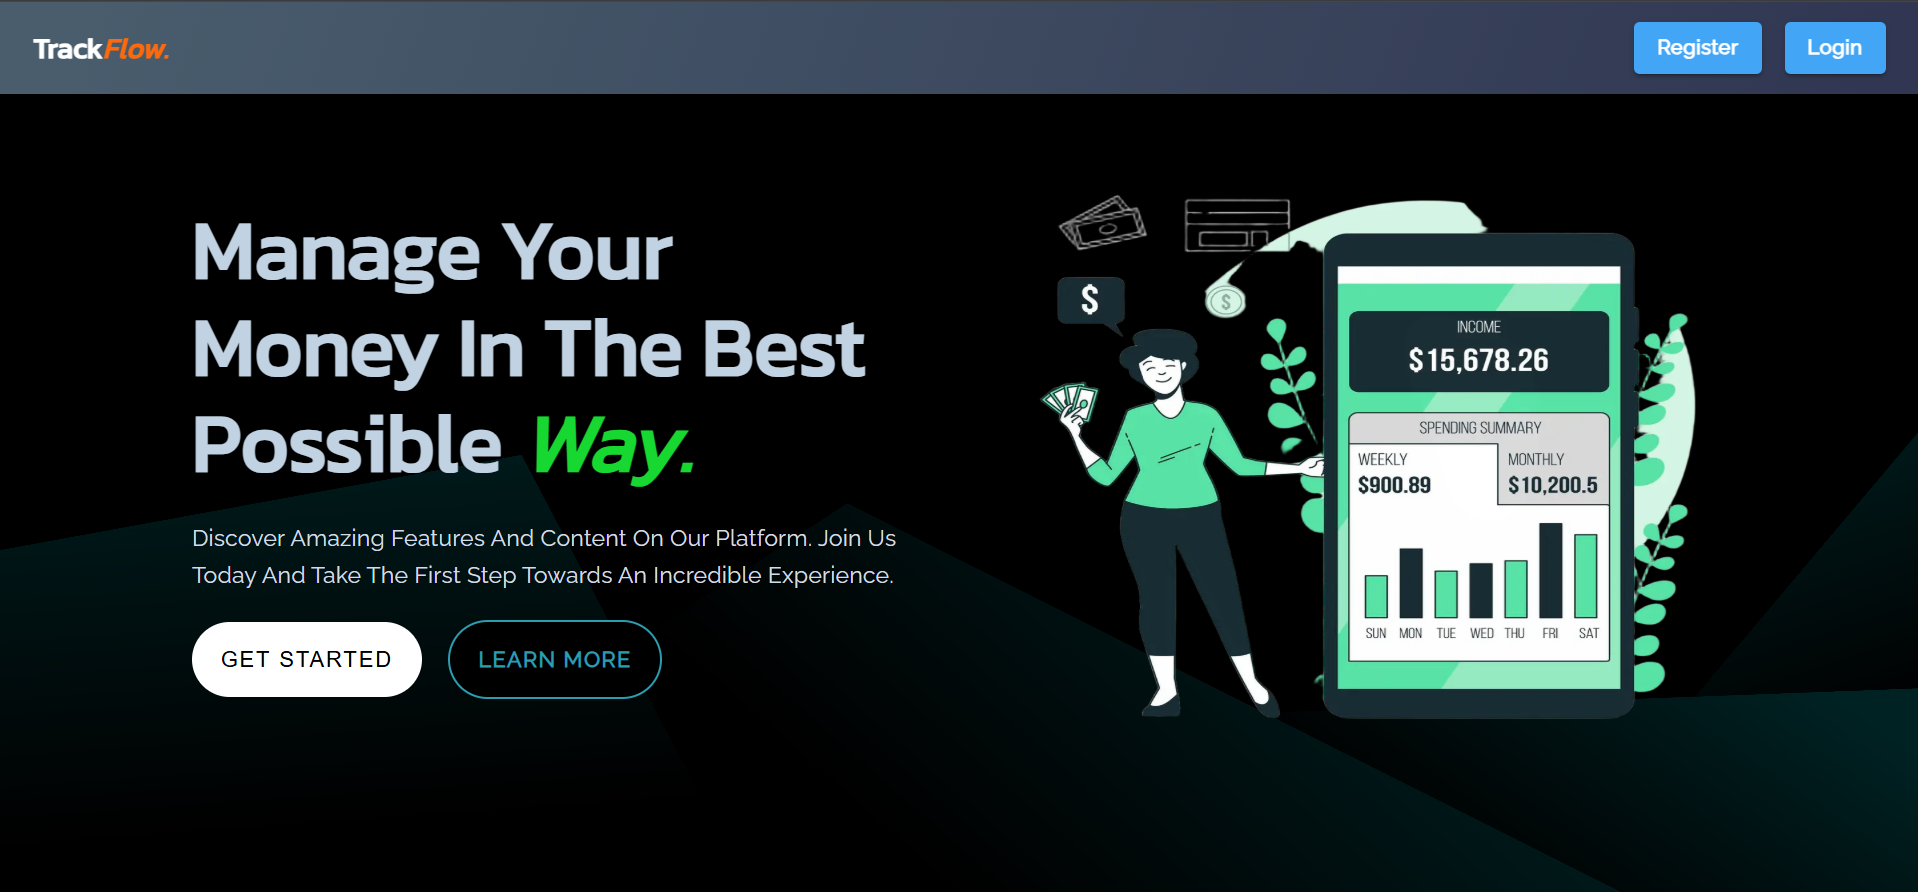 TrackFlow.
Register
Login
Manage Your
Money In The Best
Possible Way.
Discover Amazing Features And Content On Our Platform. Join Us
Today And Take The First Step Towards An Incredible Experience.
GET STARTED
LEARN MORE
$
$
INCOME
$15,678.26
SPENDING SUMMARY
WEEKLY
$900.89
MONTHLY
$10,200.5
SUN MON TUE WED THU FRI SAT